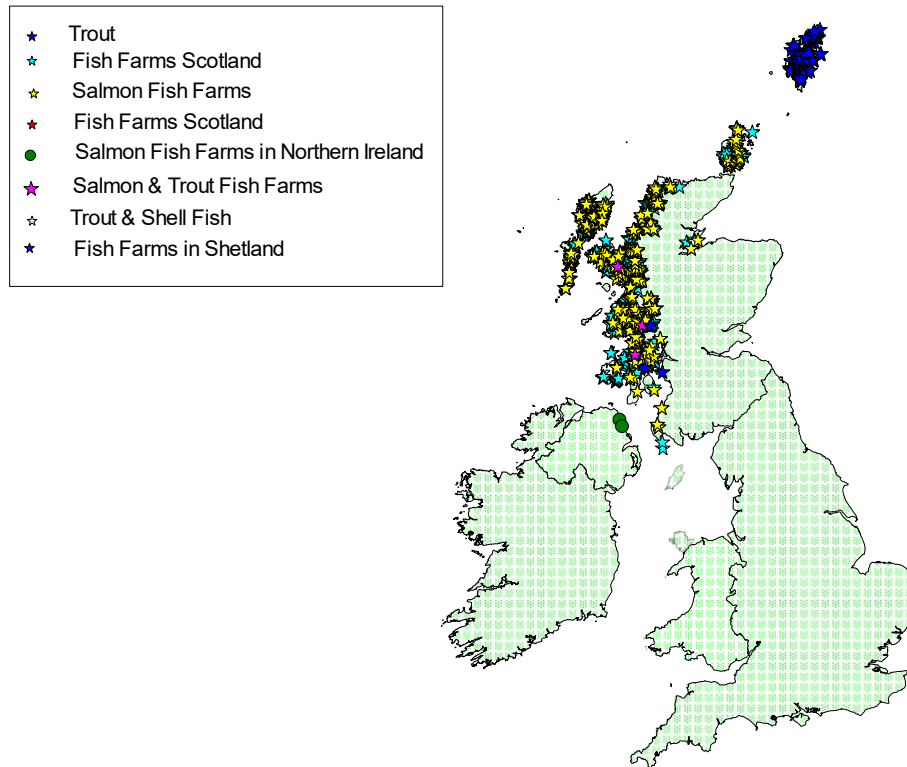 Trout
Fish Farms Scotland
Salmon Fish Farms
Fish Farms Scotland
Salmon Fish Farms in Northern Ireland
Salmon & Trout Fish Farms
Trout & Shell Fish
Fish Farms in Shetland